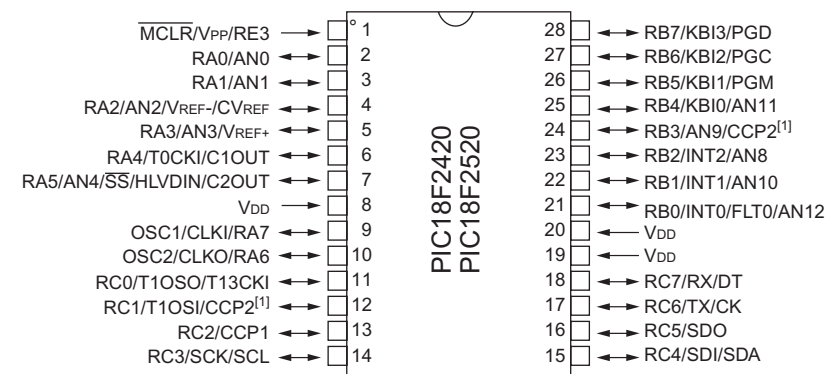 MCLR/VPP/RE3
RA0/AN0
RA1/AN1
RA2/AN2/VREF-/CVREF
RA3/AN3/VREF+
RA4/T0CKI/C1OUT
RA5/AN4/SS/HLVDIN/C2OUT
VDD
OSC1/CLKI/RA7
OSC2/CLKO/RA6
RC0/T1OSO/T13CKI
RC1/T1OSI/CCP2[1]
RC2/CCP1
RC3/SCK/SCL
1
2
3
4
5
6
7
8
9
10
11
12
13
14
PIC18F2420
PIC18F2520
28
27
26
25
24
23
22
21
20
19
18
17
16
15
RB7/KBI3/PGD
RB6/KBI2/PGC
RB5/KBI1/PGM
RB4/KBI0/AN11
RB3/AN9/CCP2[1]
RB2/INT2/AN8
RB1/INT1/AN10
RB0/INT0/FLT0/AN12
VDD
VDD
RC7/RX/DT
RC6/TX/CK
RC5/SDO
RC4/SDI/SDA